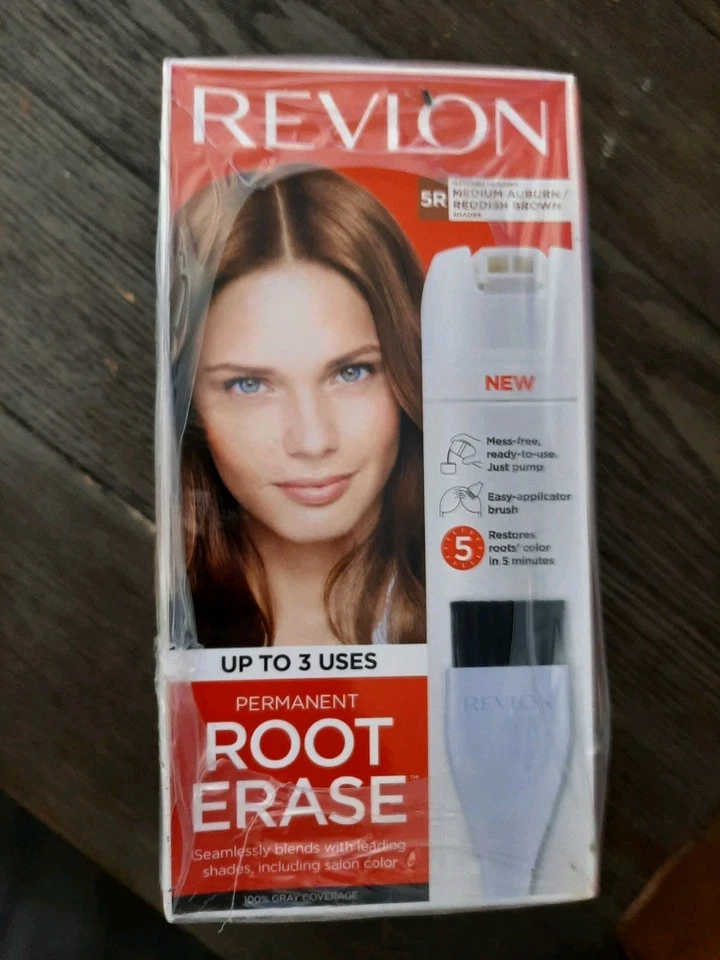 REVLON
5R
MEDIUM AUBURN/
REDDISH BROWN
SHADES
NEW
Mess-free,
ready-to-use.
Just pump
Easy-applicator
brush
5
Restores
roots' color
in 5 minutes
UP TO 3 USES
PERMANENT
ROOT
ERASE™
Seamlessly blends with leading
shades, including salon color
100% GRAY COVERAGE
REVLON